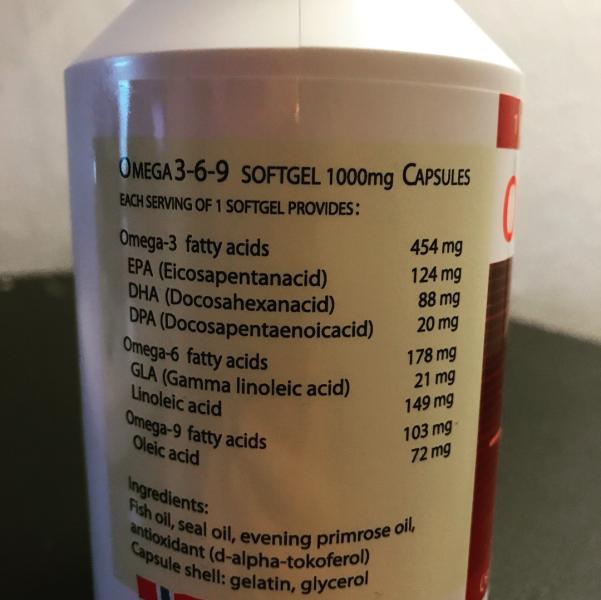 OMEGA 3-6-9 SOFTGEL 1000mg CAPSULES
EACH SERVING OF 1 SOFTGEL PROVIDES:
Omega-3 fatty acids 454 mg
EPA (Eicosapentanacid) 124 mg
DHA (Docosahexanacid) 88 mg
DPA (Docosapentaenoicacid) 20 mg
Omega-6 fatty acids 178 mg
GLA (Gamma linoleic acid) 21 mg
Linoleic acid 149 mg
Omega-9 fatty acids 103 mg
Oleic acid 72 mg
Ingredients:
Fish oil, seal oil, evening primrose oil,
antioxidant (d-alpha-tokoferol)
Capsule shell: gelatin, glycerol